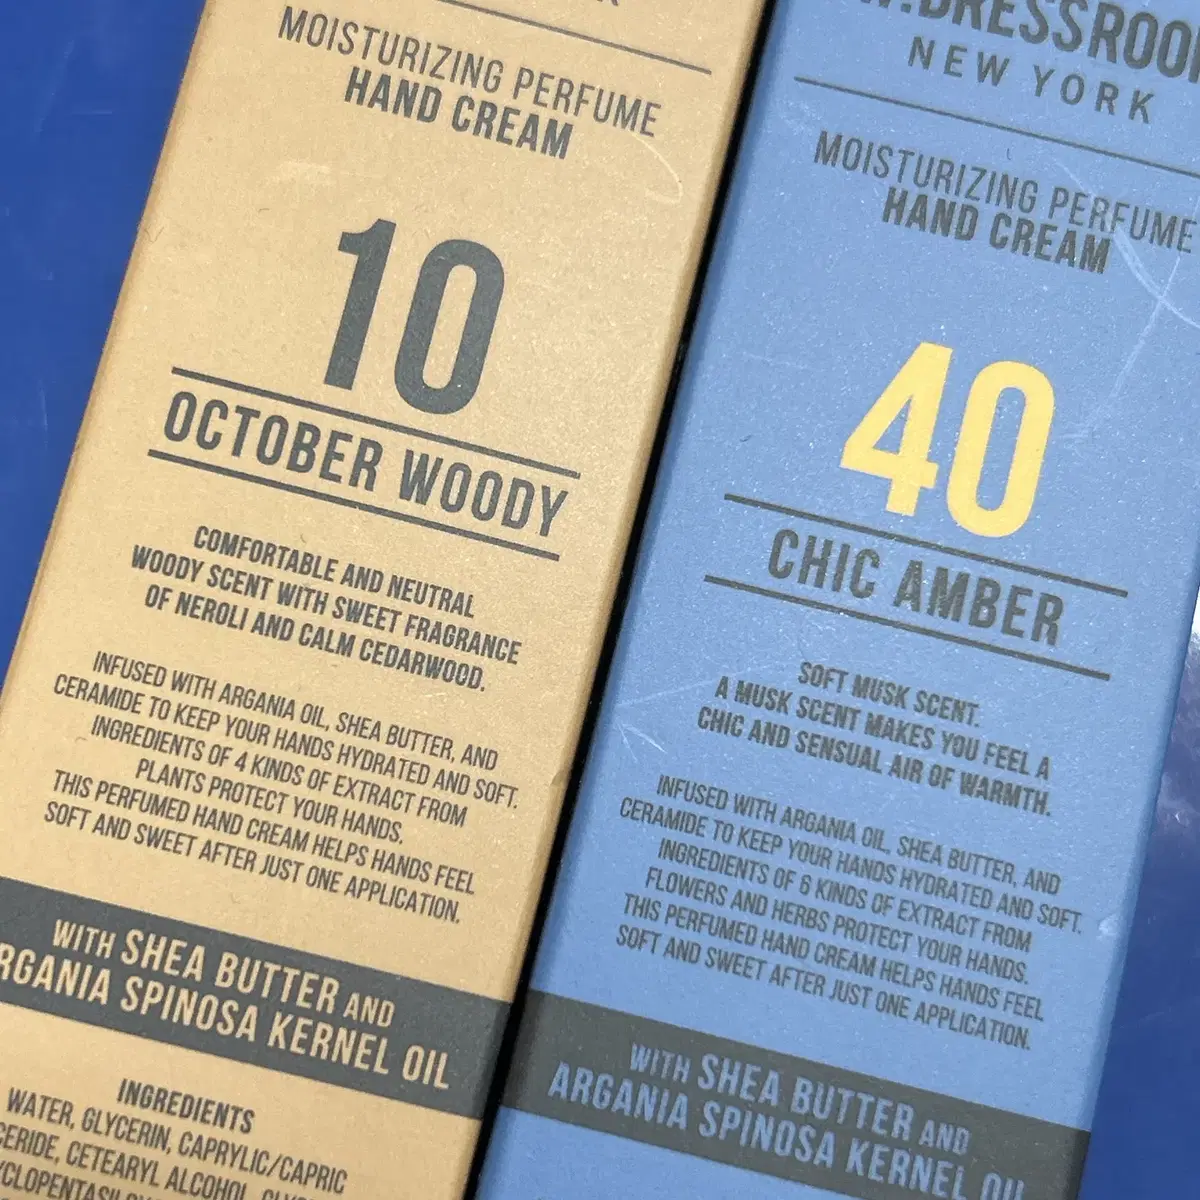 MOISTURIZING PERFUME
HAND CREAM
10
OCTOBER WOODY
COMFORTABLE AND NEUTRAL
WOODY SCENT WITH SWEET FRAGRANCE
OF NEROLI AND CALM CEDARWOOD.
INFUSED WITH ARGANIA OIL, SHEA BUTTER, AND
CERAMIDE TO KEEP YOUR HANDS HYDRATED AND SOFT.
INGREDIENTS OF 4 KINDS OF EXTRACT FROM
PLANTS PROTECT YOUR HANDS.
THIS PERFUMED HAND CREAM HELPS HANDS FEEL
SOFT AND SWEET AFTER JUST ONE APPLICATION.
WITH SHEA BUTTER AND
ARGANIA SPINOSA KERNEL OIL
INGREDIENTS
WATER, GLYCERIN, CAPRYLIC/CAPRIC
CETEARYL ALCOHOL,
W.DRESSROOM
NEW YORK
MOISTURIZING PERFUME
HAND CREAM
40
CHIC AMBER
SOFT MUSK SCENT.
A MUSK SCENT MAKES YOU FEEL A
CHIC AND SENSUAL AIR OF WARMTH.
INFUSED WITH ARGANIA OIL, SHEA BUTTER, AND
CERAMIDE TO KEEP YOUR HANDS HYDRATED AND SOFT.
INGREDIENTS OF 6 KINDS OF EXTRACT FROM
FLOWERS AND HERBS PROTECT YOUR HANDS.
THIS PERFUMED HAND CREAM HELPS HANDS FEEL
SOFT AND SWEET AFTER JUST ONE APPLICATION.
WITH SHEA BUTTER AND
ARGANIA SPINOSA KERNEL OIL